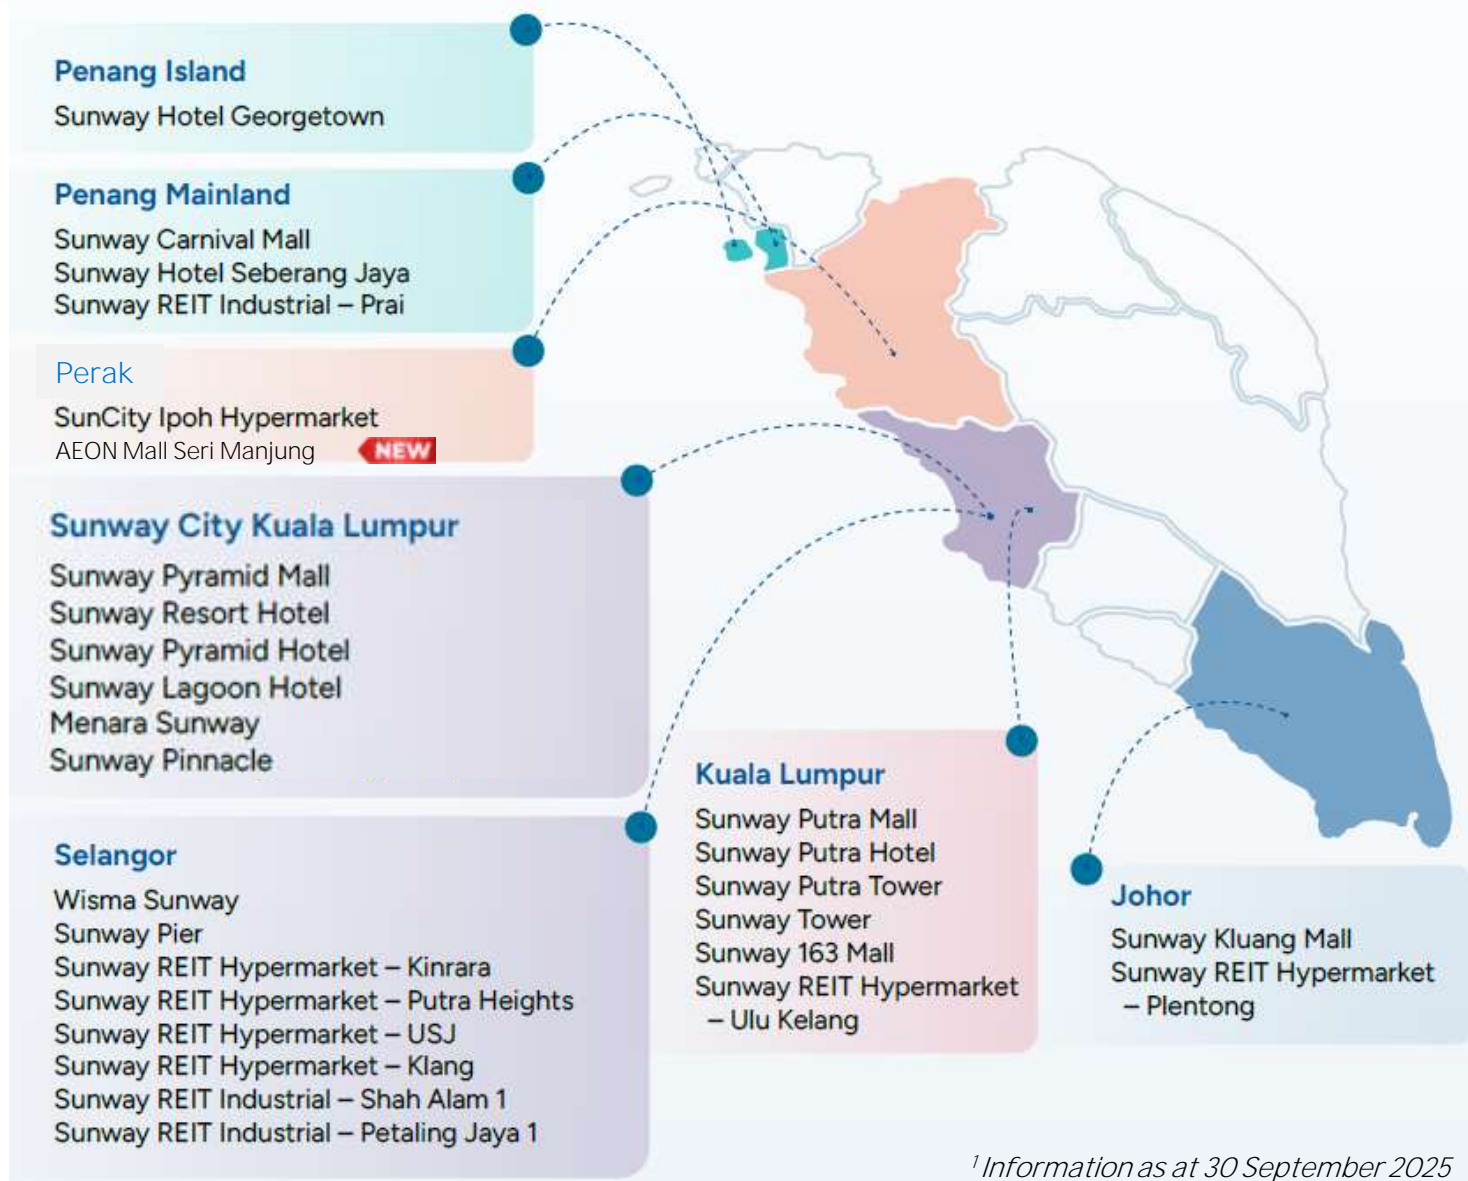 Penang Island
Sunway Hotel Georgetown
Penang Mainland
Sunway Carnival Mall
Sunway Hotel Seberang Jaya
Sunway REIT Industrial – Prai
Perak
SunCity Ipoh Hypermarket
AEON Mall Seri Manjung NEW
Sunway City Kuala Lumpur
Sunway Pyramid Mall
Sunway Resort Hotel
Sunway Pyramid Hotel
Sunway Lagoon Hotel
Menara Sunway
Sunway Pinnacle
Selangor
Wisma Sunway
Sunway Pier
Sunway REIT Hypermarket – Kinrara
Sunway REIT Hypermarket – Putra Heights
Sunway REIT Hypermarket – USJ
Sunway REIT Hypermarket – Klang
Sunway REIT Industrial – Shah Alam 1
Sunway REIT Industrial – Petaling Jaya 1
Kuala Lumpur
Sunway Putra Mall
Sunway Putra Hotel
Sunway Putra Tower
Sunway Tower
Sunway 163 Mall
Sunway REIT Hypermarket
– Ulu Kelang
Johor
Sunway Kluang Mall
Sunway REIT Hypermarket
– Plentong
¹ Information as at 30 September 2025